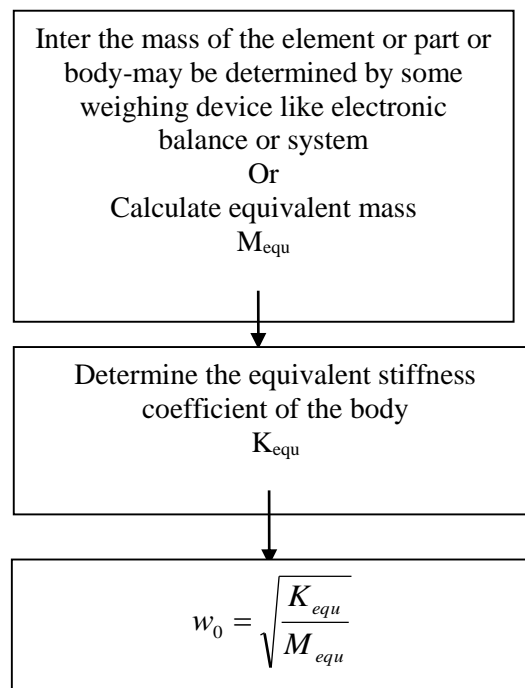 Inter the mass of the element or part or
body-may be determined by some
weighing device like electronic
balance or system
Or
Calculate equivalent mass
Mequ
Determine the equivalent stiffness
coefficient of the body
Kequ
w₀ = √(Kequ / Mequ)